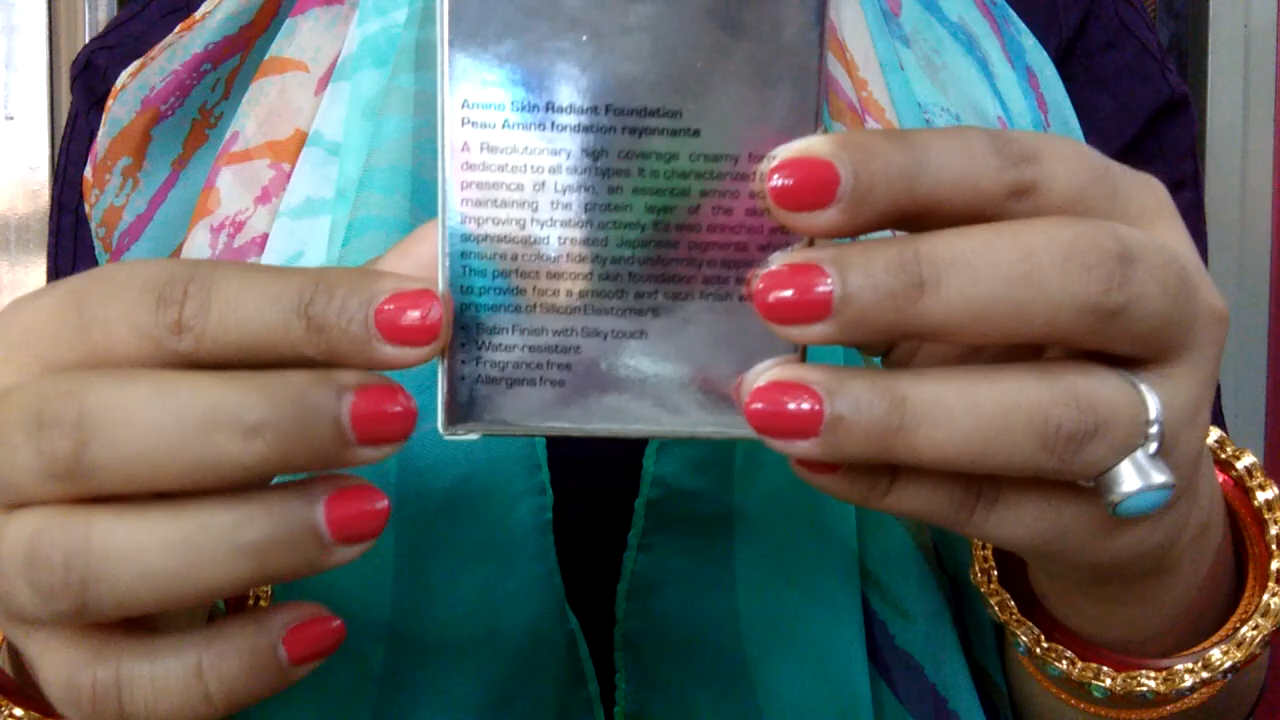 Amino Skin Radiant Foundation
Peau Amino fondation rayonnante
A Revolutionary high coverage creamy
dedicated to all skin types. It is characterized
presence of Lysine, an essential amino
maintaining the protein layer of the skin
improving hydration actively. It's also enriched
sophisticated treated Japanese pigments
ensure a colour fidelity and uniformity in
This perfect second skin foundation acts
to provide face a smooth and satin finish
presence of Silicon Elastomers.
• Satin Finish with Silky touch
• Water-resistant
• Fragrance free
• Allergens free